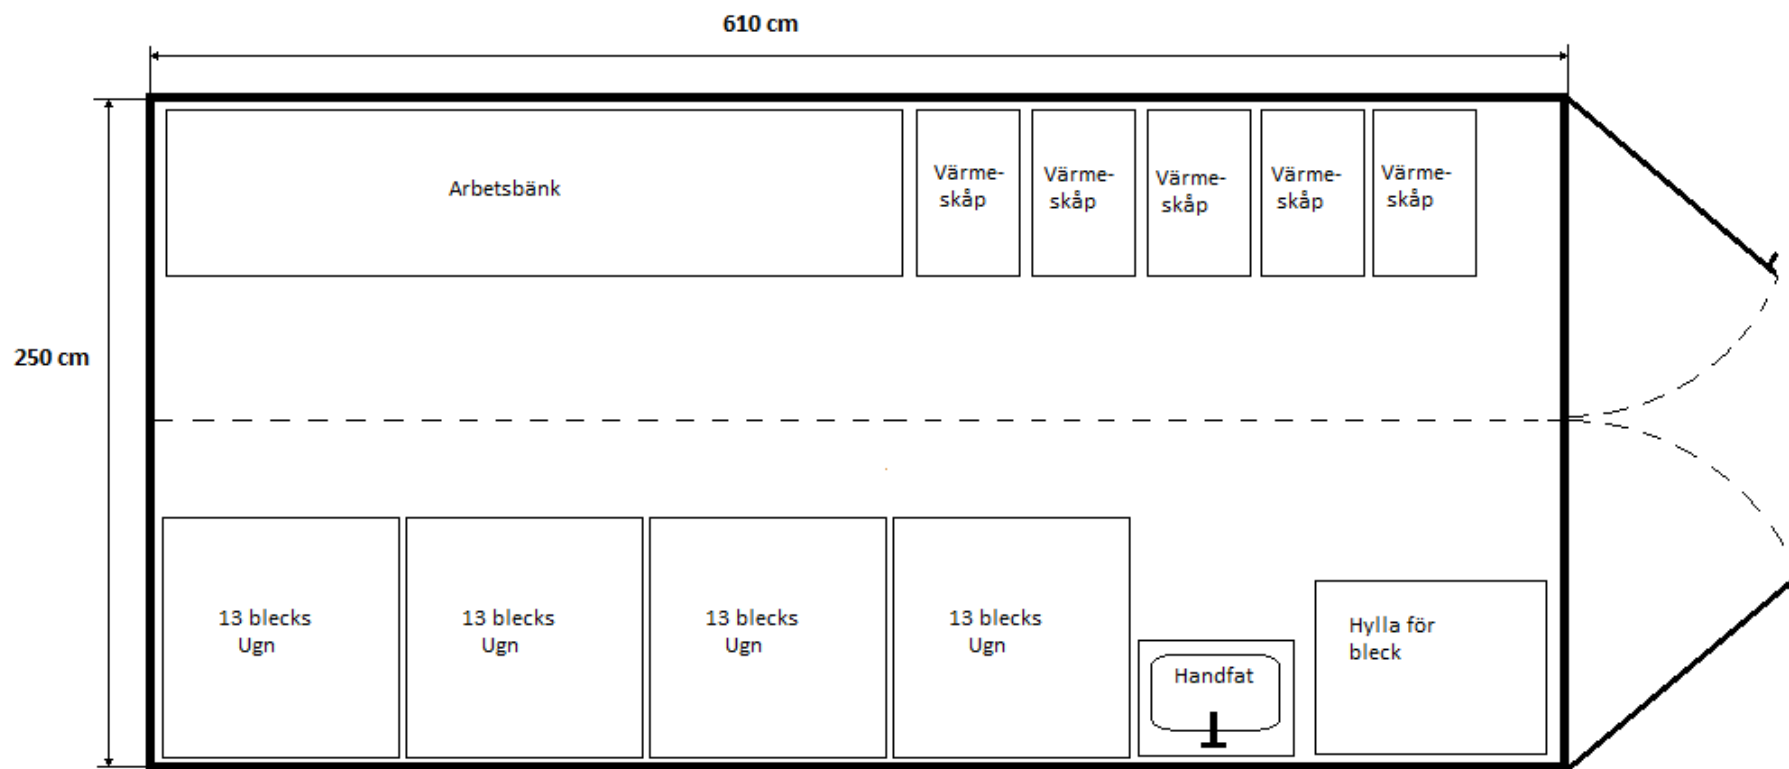 610 cm
Arbetsbänk
Värme-
skåp
Värme-
skåp
Värme-
skåp
Värme-
skåp
Värme-
skåp
250 cm
13 blecks
Ugn
13 blecks
Ugn
13 blecks
Ugn
13 blecks
Ugn
Handfat
Hylla för
bleck